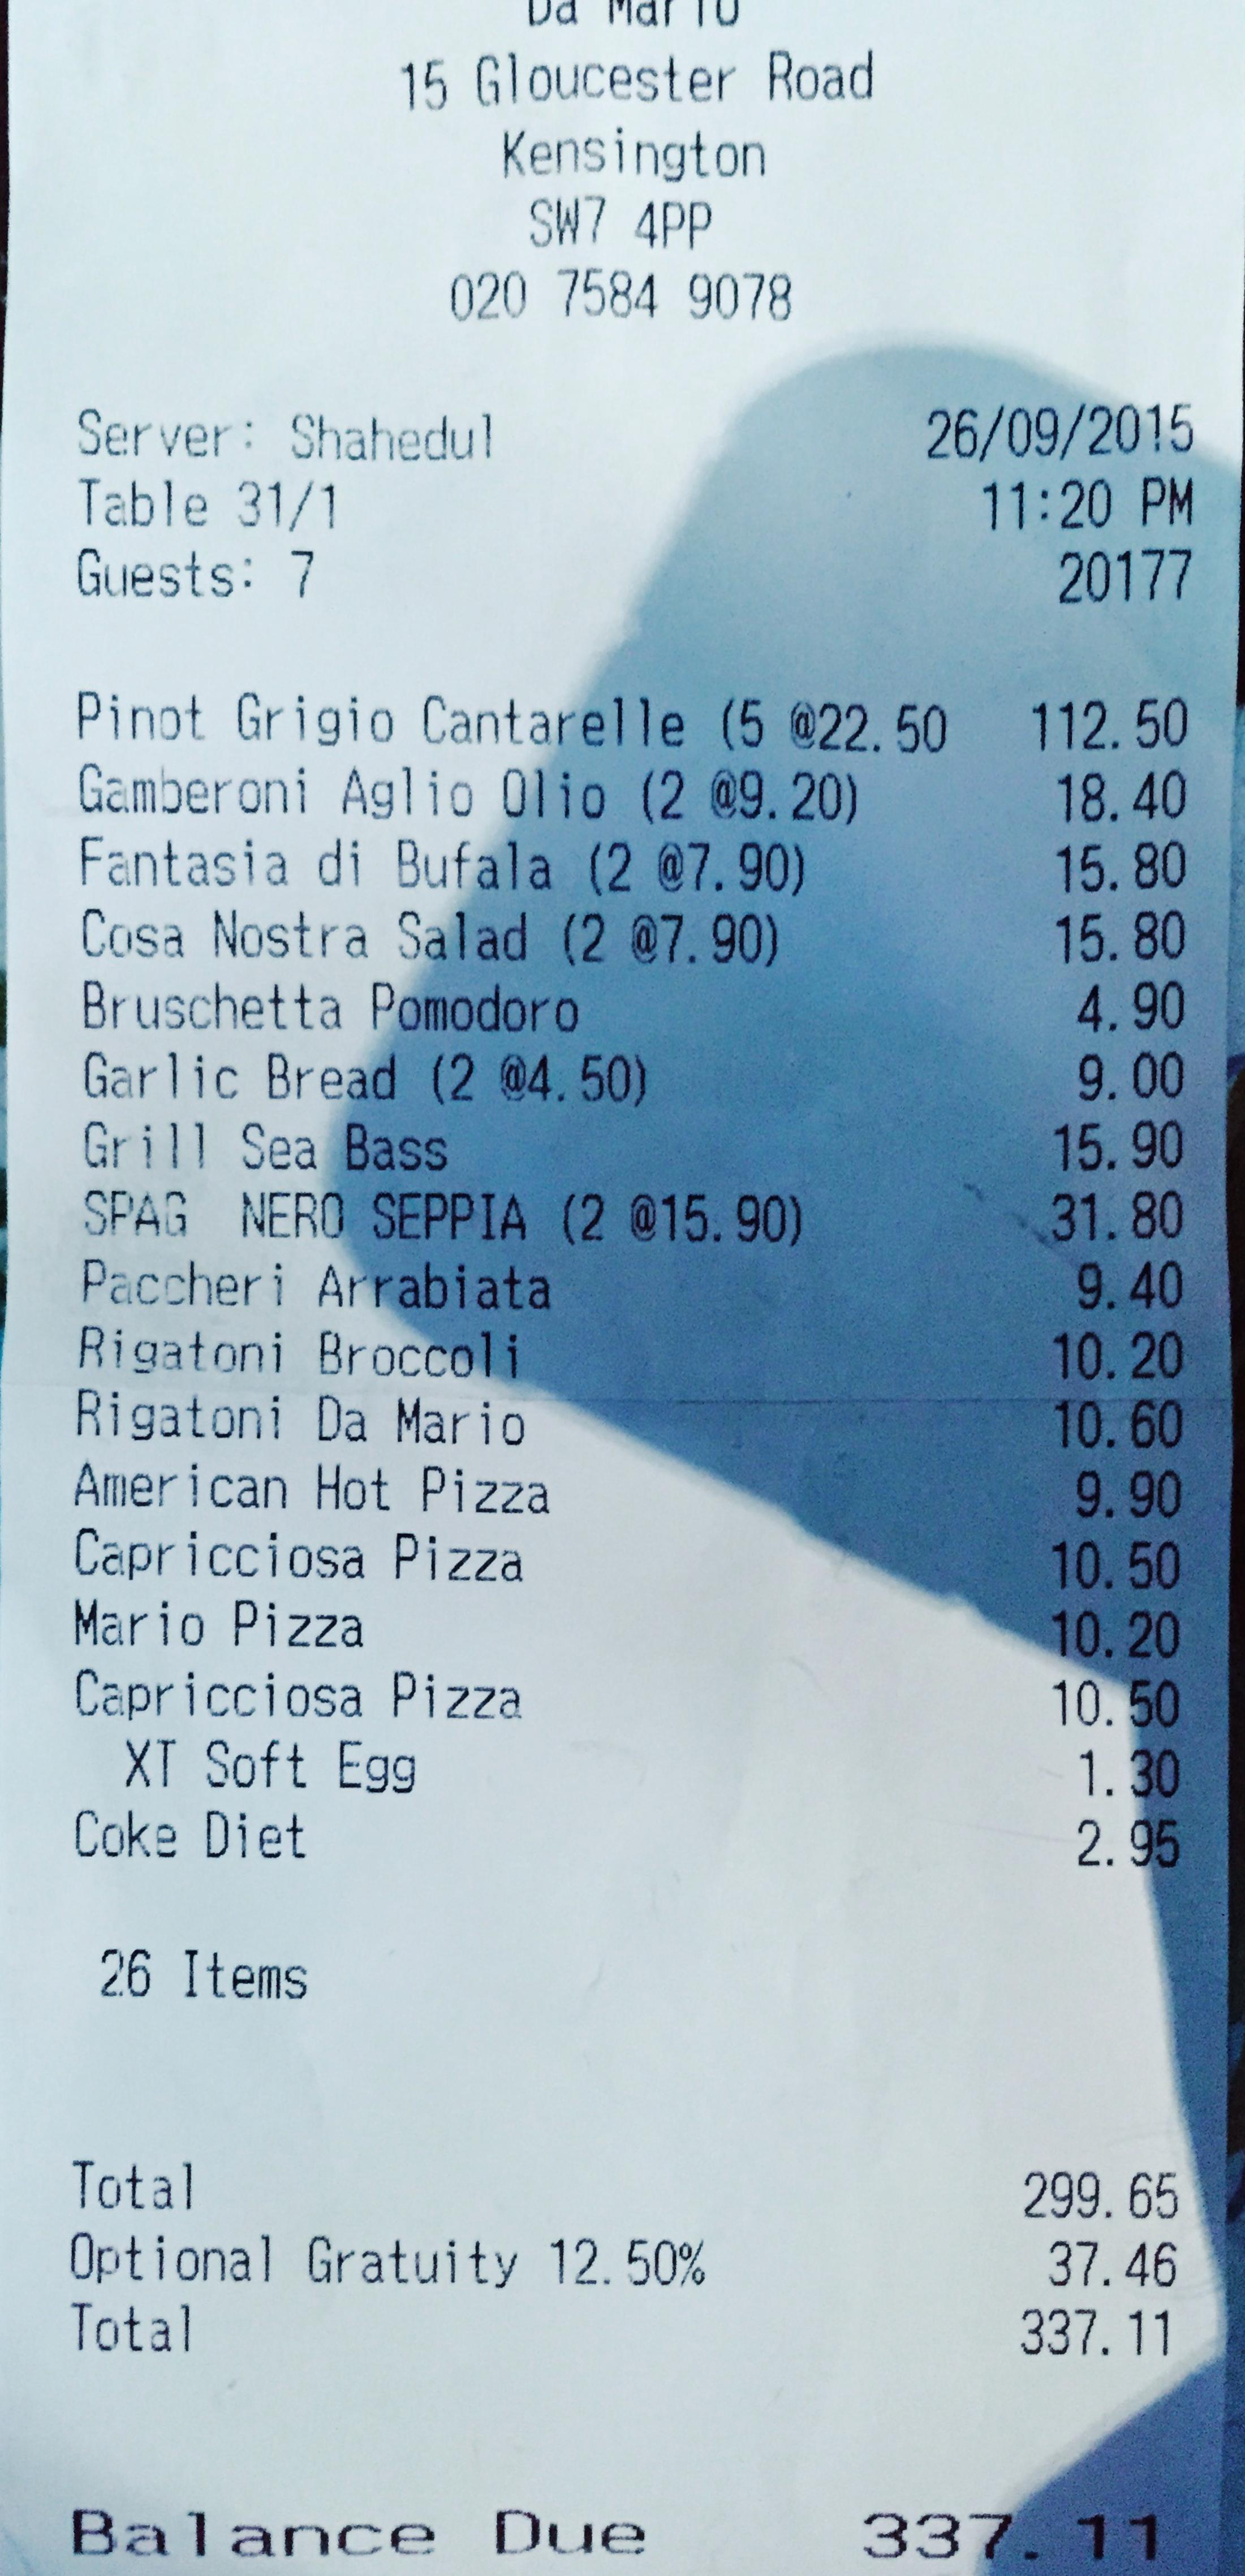 Da Mario
15 Gloucester Road
Kensington
SW7 4PP
020 7584 9078
Server: Shahedul 26/09/2015
Table 31/1 11:20 PM
Guests: 7 20177
Pinot Grigio Cantarelle (5 @22.50 112.50
Gamberoni Aglio Olio (2 @9.20) 18.40
Fantasia di Bufala (2 @7.90) 15.80
Cosa Nostra Salad (2 @7.90) 15.80
Bruschetta Pomodoro 4.90
Garlic Bread (2 @4.50) 9.00
Grill Sea Bass 15.90
SPAG NERO SEPPIA (2 @15.90) 31.80
Paccheri Arrabiata 9.40
Rigatoni Broccoli 10.20
Rigatoni Da Mario 10.60
American Hot Pizza 9.90
Capricciosa Pizza 10.50
Mario Pizza 10.20
Capricciosa Pizza 10.50
XT Soft Egg 1.30
Coke Diet 2.95
26 Items
Total 299.65
Optional Gratuity 12.50% 37.46
Total 337.11
Balance Due 337.11